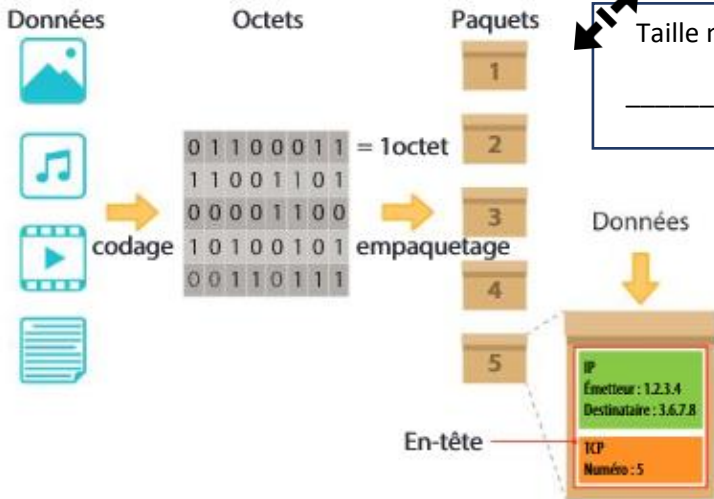 Données
Octets
Paquets
Taille
1
0 1 1 0 0 0 1 1 = 1octet
2
1 1 0 0 1 1 0 1
0 0 0 0 1 1 0 0
3
Données
codage
1 0 1 0 0 1 0 1
empaquetage
0 0 1 1 0 1 1 1
4
5
IP
Émetteur : 1.2.3.4
Destinataire : 3.6.7.8
En-tête
TCP
Numéro : 5